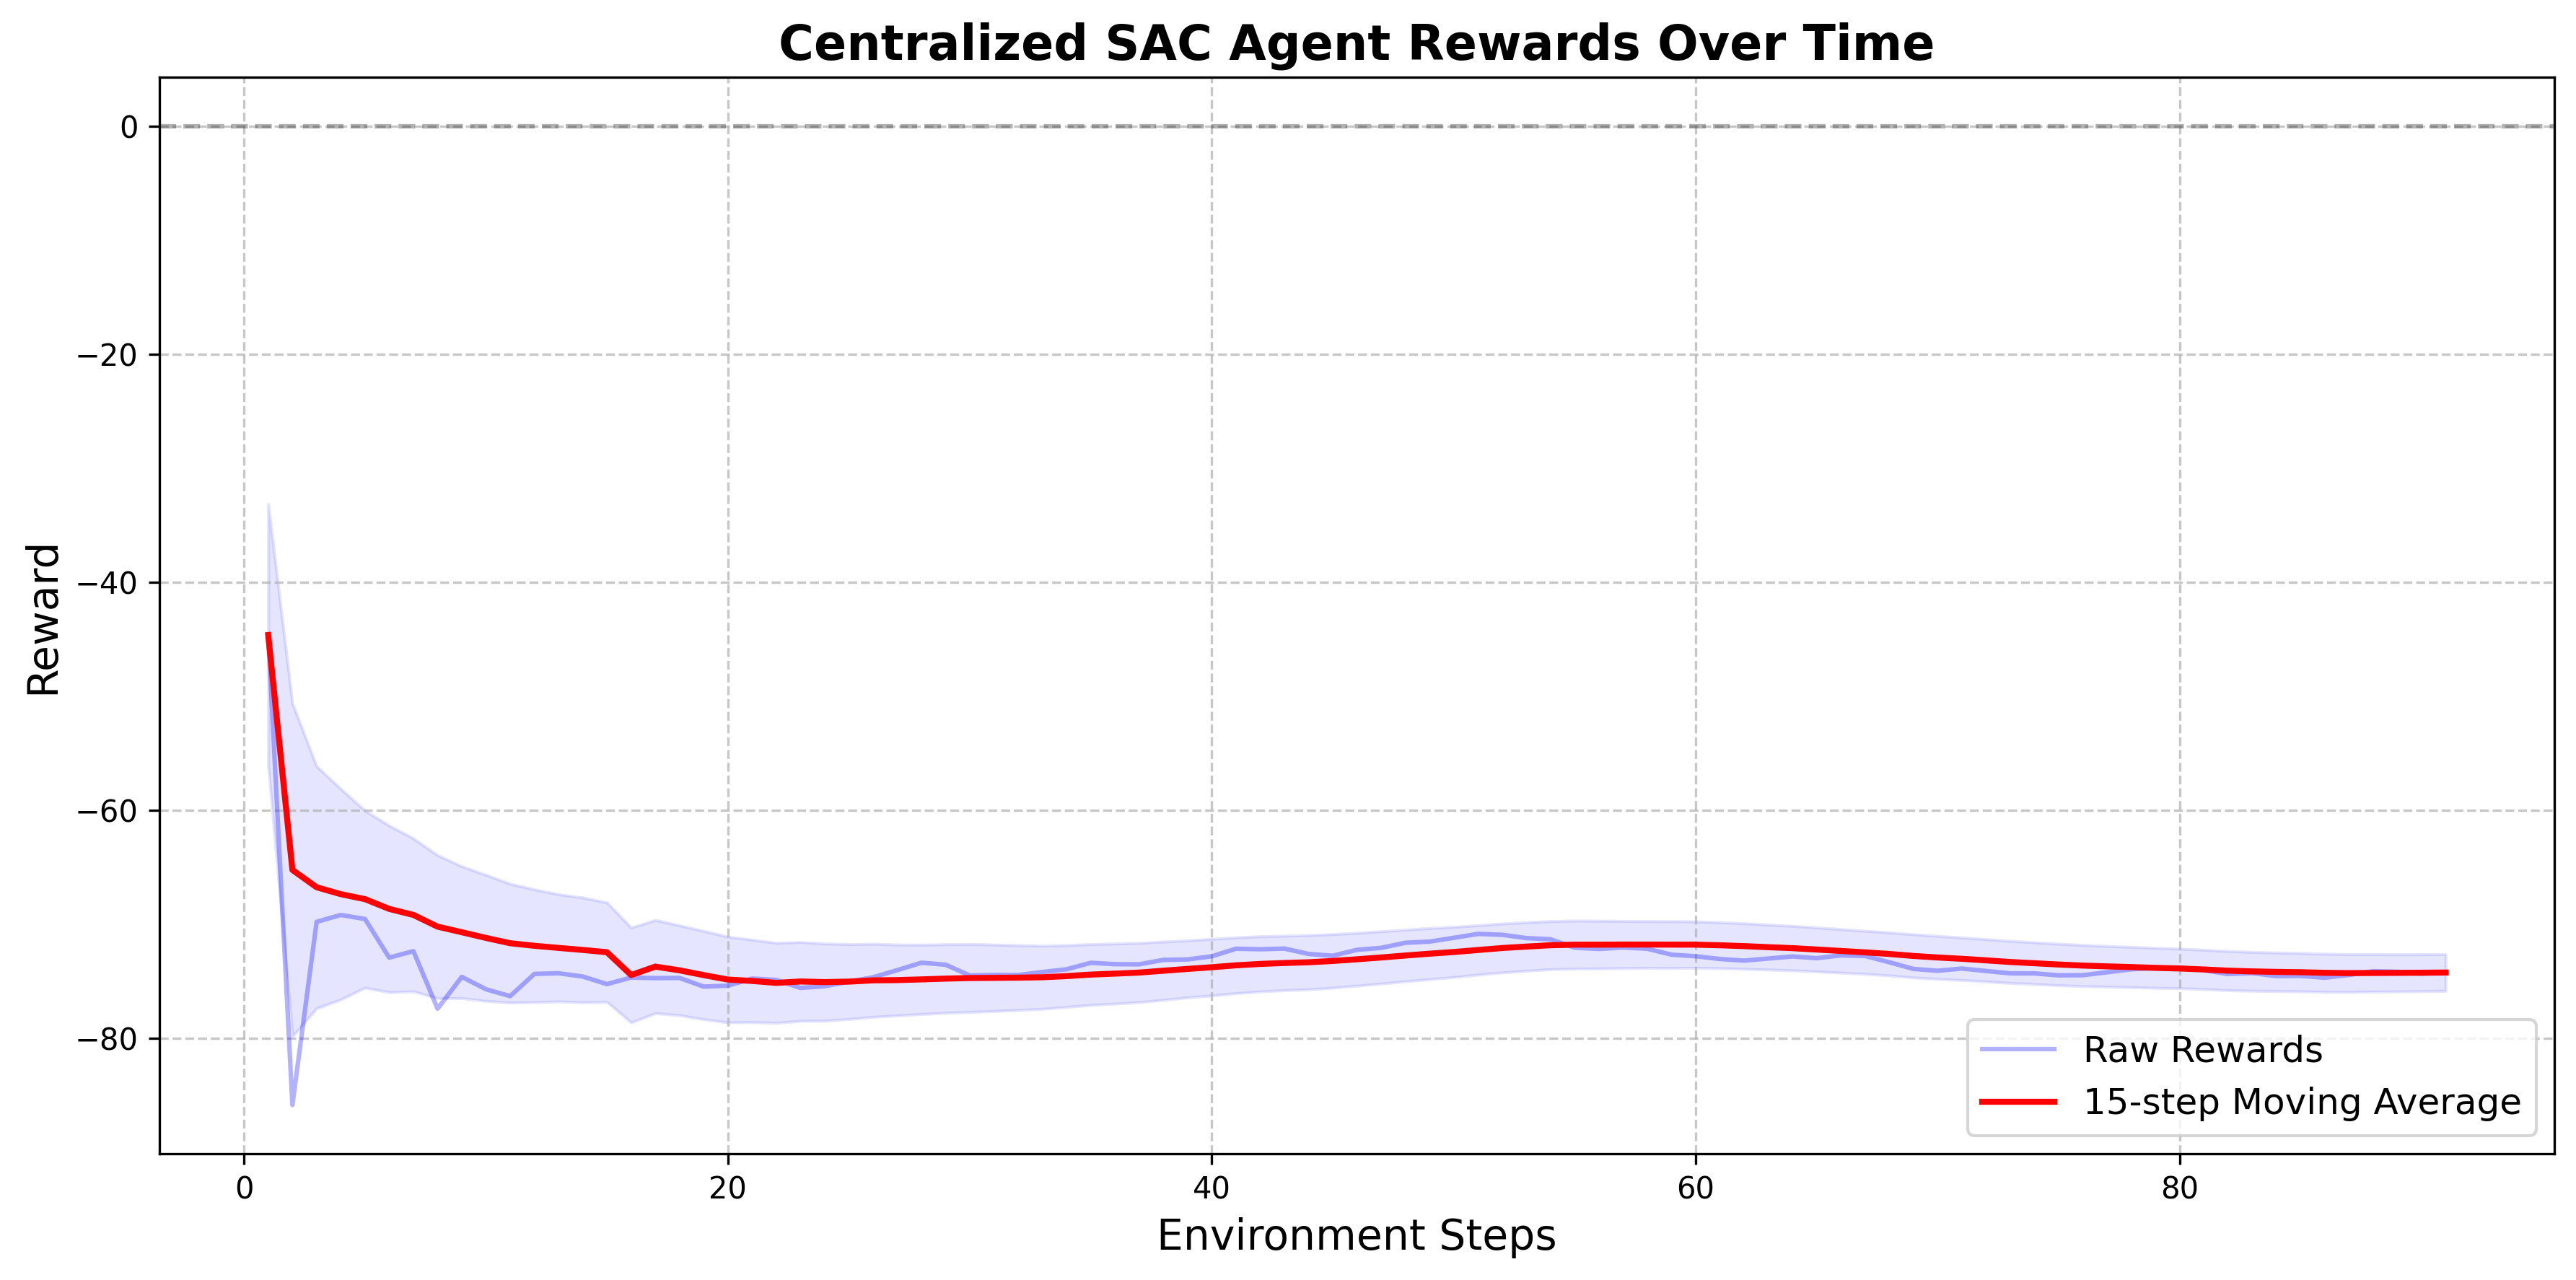 Centralized SAC Agent Rewards Over Time
0
−20
−40
−60
−80
Reward
0 20 40 60 80
Environment Steps
Raw Rewards
15-step Moving Average